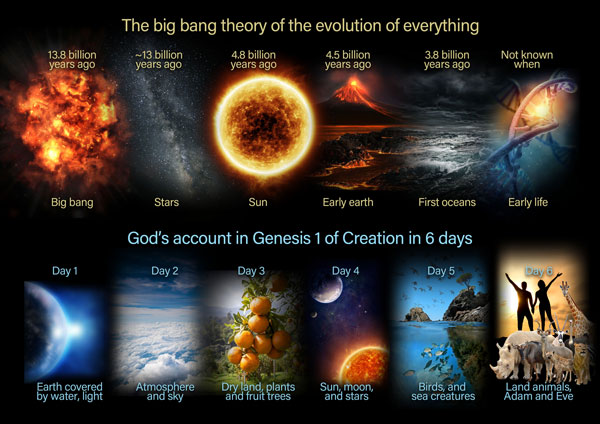 The big bang theory of the evolution of everything
13.8 billion
years ago
~13 billion
years ago
4.8 billion
years ago
4.5 billion
years ago
3.8 billion
years ago
Not known
when
Big bang
Stars
Sun
Early earth
First oceans
Early life
God's account in Genesis 1 of Creation in 6 days
Day 1
Day 2
Day 3
Day 4
Day 5
Day 6
Earth covered
by water, light
Atmosphere
and sky
Dry land, plants
and fruit trees
Sun, moon,
and stars
Birds, and
sea creatures
Land animals,
Adam and Eve